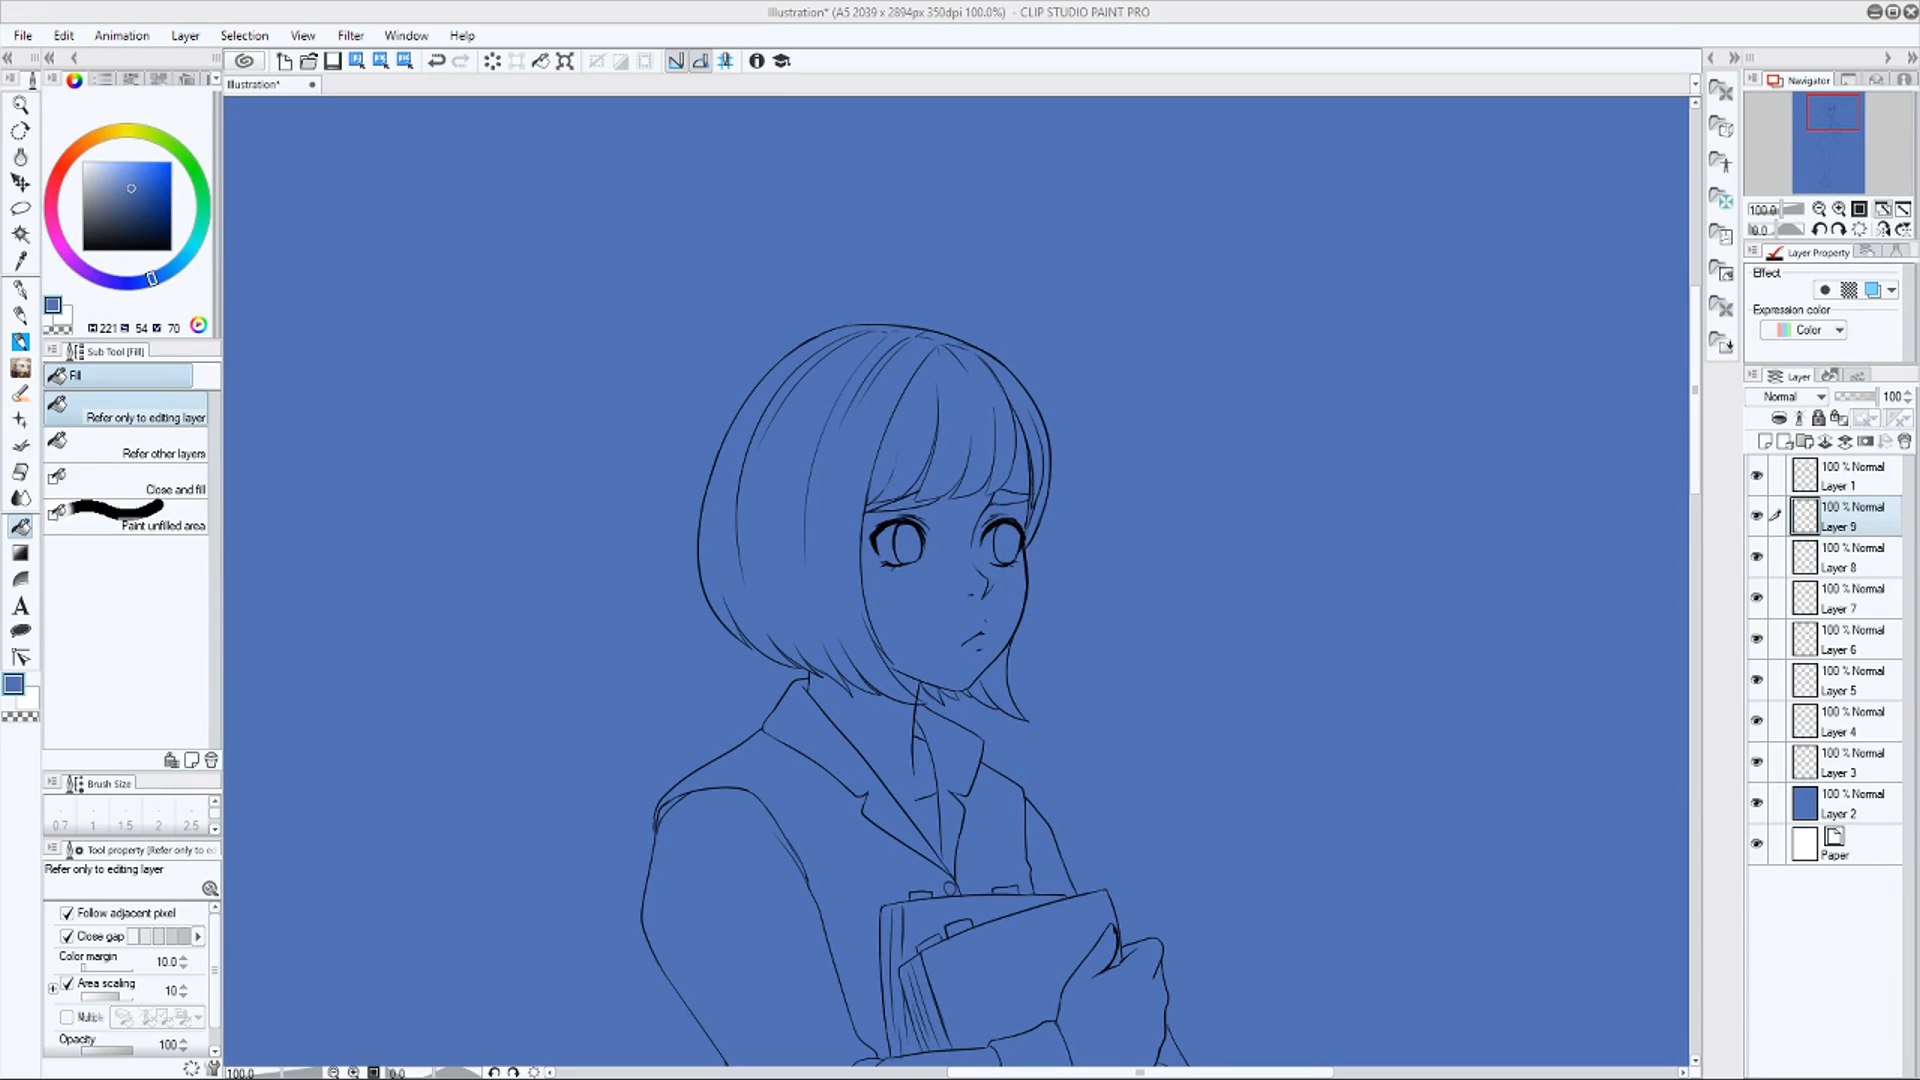 Illustration* (A5 2039 x 2894px 350dpi 100.0%) - CLIP STUDIO PAINT PRO
File Edit Animation Layer Selection View Filter Window Help
Illustration*
Navigator
100.0
0.0
Layer Property
Effect
Expression color
Color
H 221 S 54 V 70
Sub Tool [Fill]
Fill
Refer only to editing layer
Refer other layers
Close and fill
Paint unfilled area
Brush Size
0.7 1 1.5 2 2.5
Tool property [Refer only to
Refer only to editing layer
Follow adjacent pixel
Close gap
Color margin 10.0
Area scaling 10
Multiple
Opacity 100
A
100.0 0.0
Layer
Normal 100
100 % Normal
Layer 1
100 % Normal
Layer 9
100 % Normal
Layer 8
100 % Normal
Layer 7
100 % Normal
Layer 6
100 % Normal
Layer 5
100 % Normal
Layer 4
100 % Normal
Layer 3
100 % Normal
Layer 2
Paper